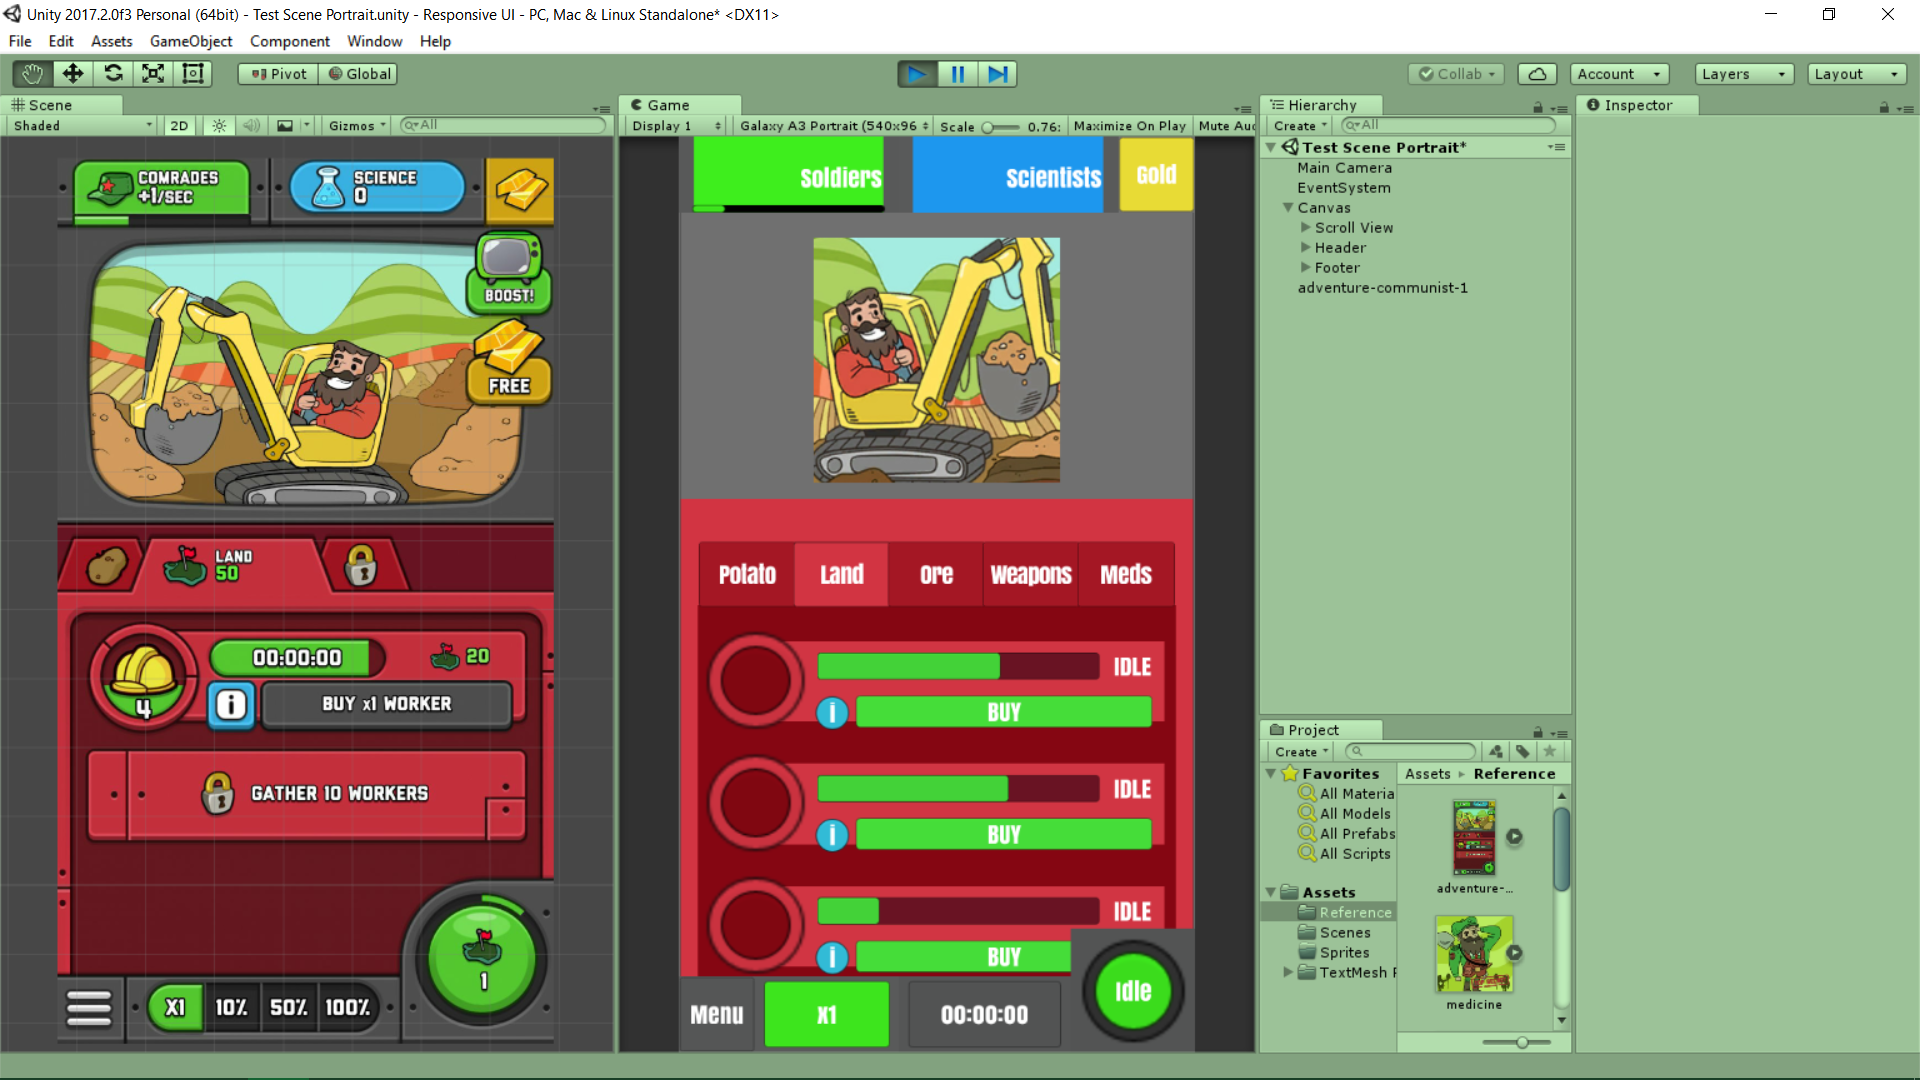 Unity 2017.2.0f3 Personal (64bit) - Test Scene Portrait.unity - Responsive UI - PC, Mac & Linux Standalone* <DX11>
File Edit Assets GameObject Component Window Help
Pivot Global Collab Account Layers Layout
Scene
Shaded 2D Gizmos All
COMRADES
+1/SEC
SCIENCE
0
BOOST!
FREE
LAND
50
00:00:00 20
4
i
BUY x1 WORKER
GATHER 10 WORKERS
1
X1 10% 50% 100%
Game
Display 1 Galaxy A3 Portrait (540x96 Scale 0.76: Maximize On Play Mute Au
Soldiers Scientists Gold
Potato Land Ore Weapons Meds
IDLE
i BUY
IDLE
i BUY
IDLE
i BUY
Menu X1 00:00:00 Idle
Hierarchy
Create All
Test Scene Portrait*
Main Camera
EventSystem
Canvas
Scroll View
Header
Footer
adventure-communist-1
Project
Create
Favorites
All Materia
All Models
All Prefabs
All Scripts
Assets
Reference
Scenes
Sprites
TextMesh
Assets Reference
adventure-...
medicine
Inspector